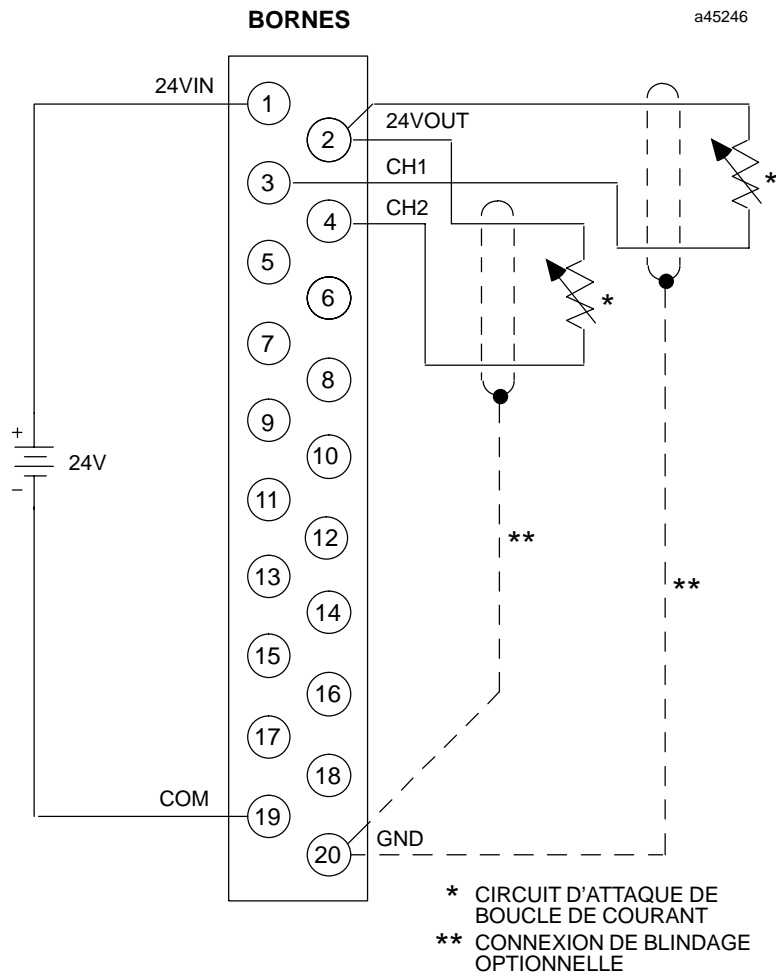 BORNES
a45246
24VIN
1
2
24VOUT
3
CH1
4
CH2
5
6
*
*
7
8
9
+
24V
−
10
11
12
**
13
**
14
15
16
17
18
COM
19
20
GND
* CIRCUIT D'ATTAQUE DE
BOUCLE DE COURANT
** CONNEXION DE BLINDAGE
OPTIONNELLE